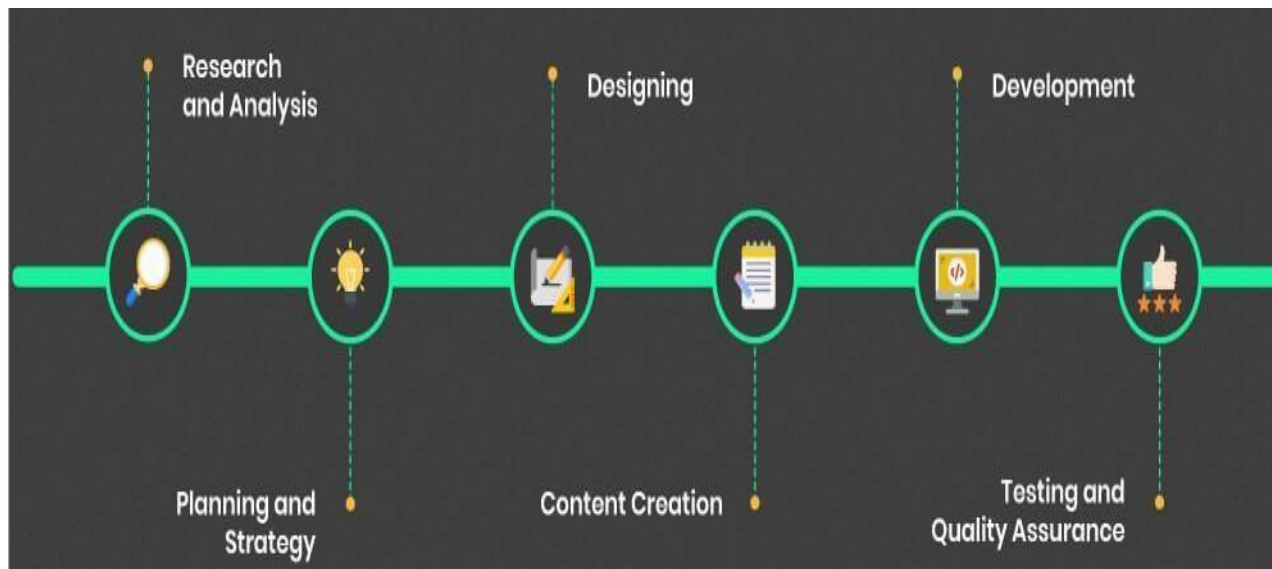 Research
and Analysis
Planning and
Strategy
Designing
Content Creation
Development
Testing and
Quality Assurance